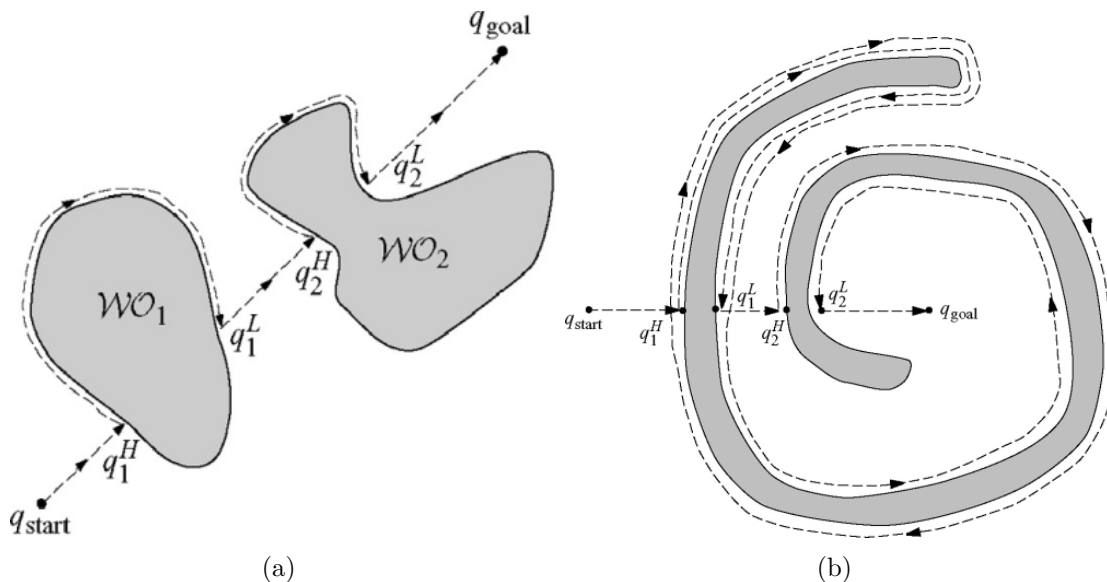 q_goal
q_2^L
𝒲𝒪_2
q_2^H
𝒲𝒪_1
q_1^L
q_1^H
q_start
(a)
q_start
q_1^H
q_1^L
q_2^H
q_2^L
q_goal
(b)